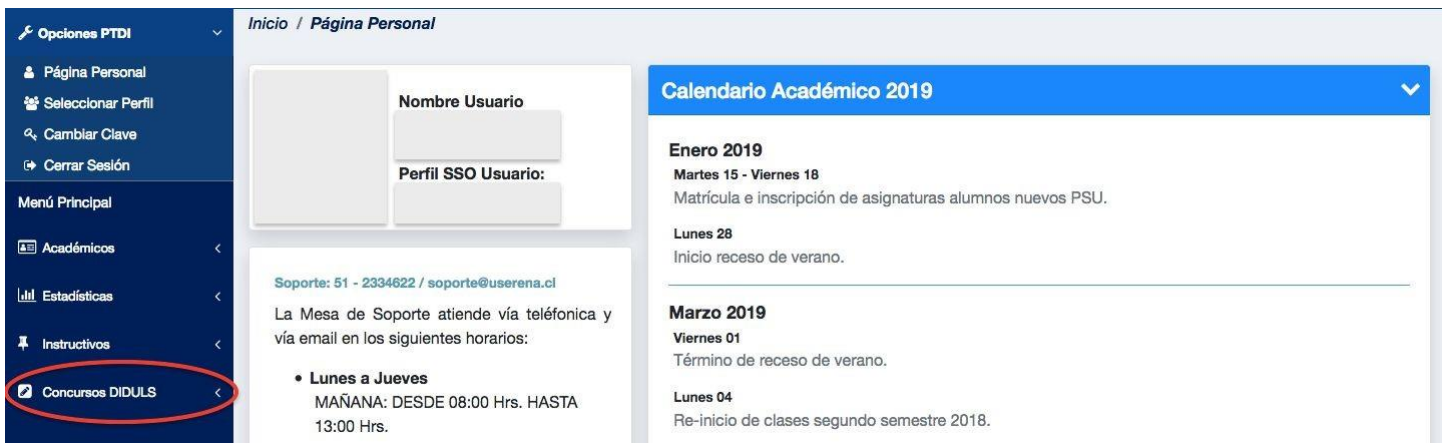 Opciones PTDI
Página Personal
Seleccionar Perfil
Cambiar Clave
Cerrar Sesión
Menú Principal
Académicos
Estadísticas
Instructivos
Concursos DIDULS
Inicio / Página Personal
Nombre Usuario
Perfil SSO Usuario:
Soporte: 51 - 2334622 / soporte@userena.cl
La Mesa de Soporte atiende vía teléfonica y
vía email en los siguientes horarios:
• Lunes a Jueves
MAÑANA: DESDE 08:00 Hrs. HASTA
13:00 Hrs.
Calendario Académico 2019
Enero 2019
Martes 15 - Viernes 18
Matrícula e inscripción de asignaturas alumnos nuevos PSU.
Lunes 28
Inicio receso de verano.
Marzo 2019
Viernes 01
Término de receso de verano.
Lunes 04
Re-inicio de clases segundo semestre 2018.